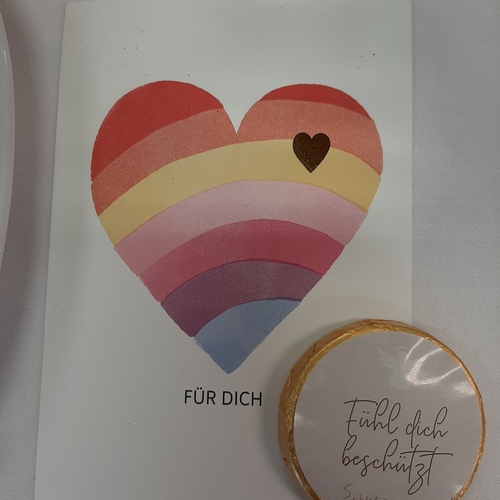 FÜR DICH
Fühl dich
beschützt